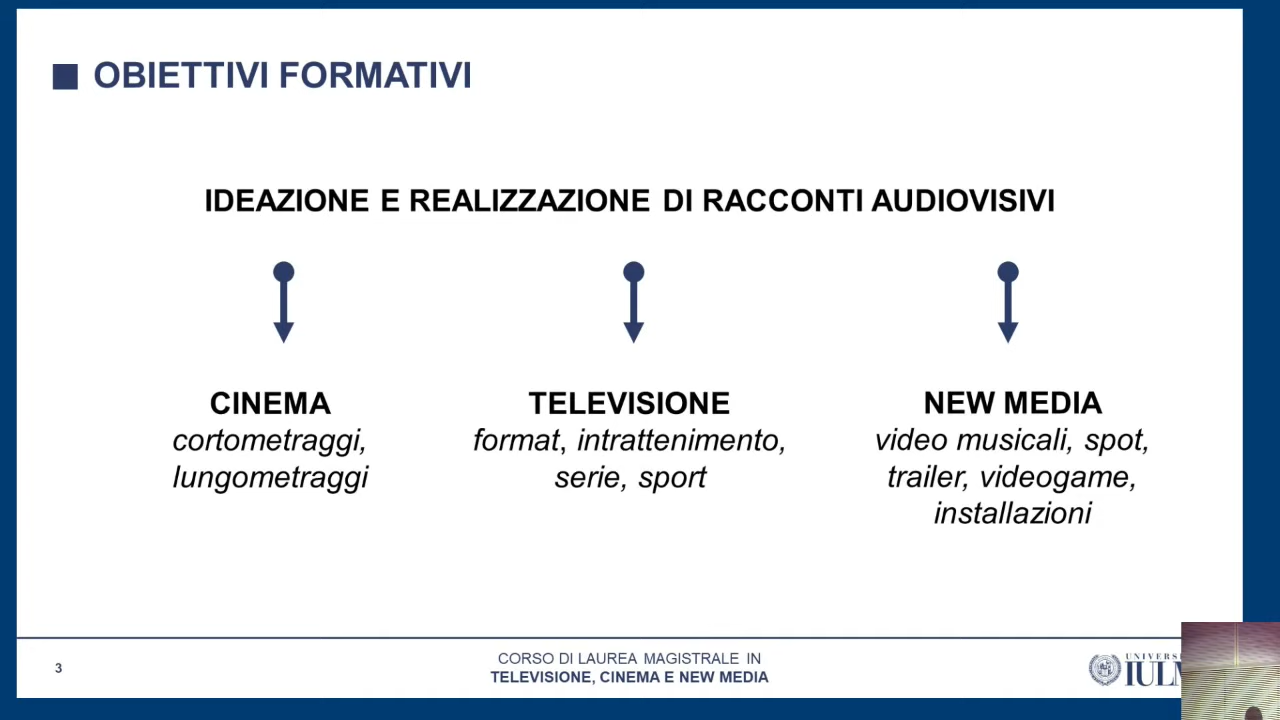 OBIETTIVI FORMATIVI
IDEAZIONE E REALIZZAZIONE DI RACCONTI AUDIOVISIVI
CINEMA
cortometraggi,
lungometraggi
TELEVISIONE
format, intrattenimento,
serie, sport
NEW MEDIA
video musicali, spot,
trailer, videogame,
installazioni
3
CORSO DI LAUREA MAGISTRALE IN
TELEVISIONE, CINEMA E NEW MEDIA